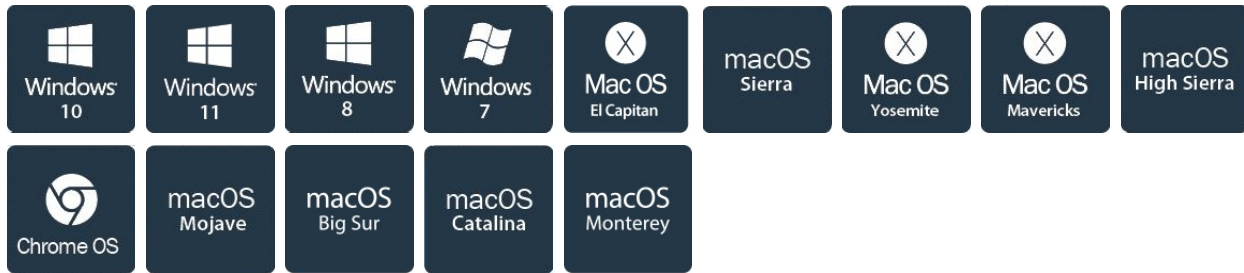 Windows
10
Windows
11
Windows
8
Windows
7
X
Mac OS
El Capitan
macOS
Sierra
X
Mac OS
Yosemite
X
Mac OS
Mavericks
macOS
High Sierra
Chrome OS
macOS
Mojave
macOS
Big Sur
macOS
Catalina
macOS
Monterey